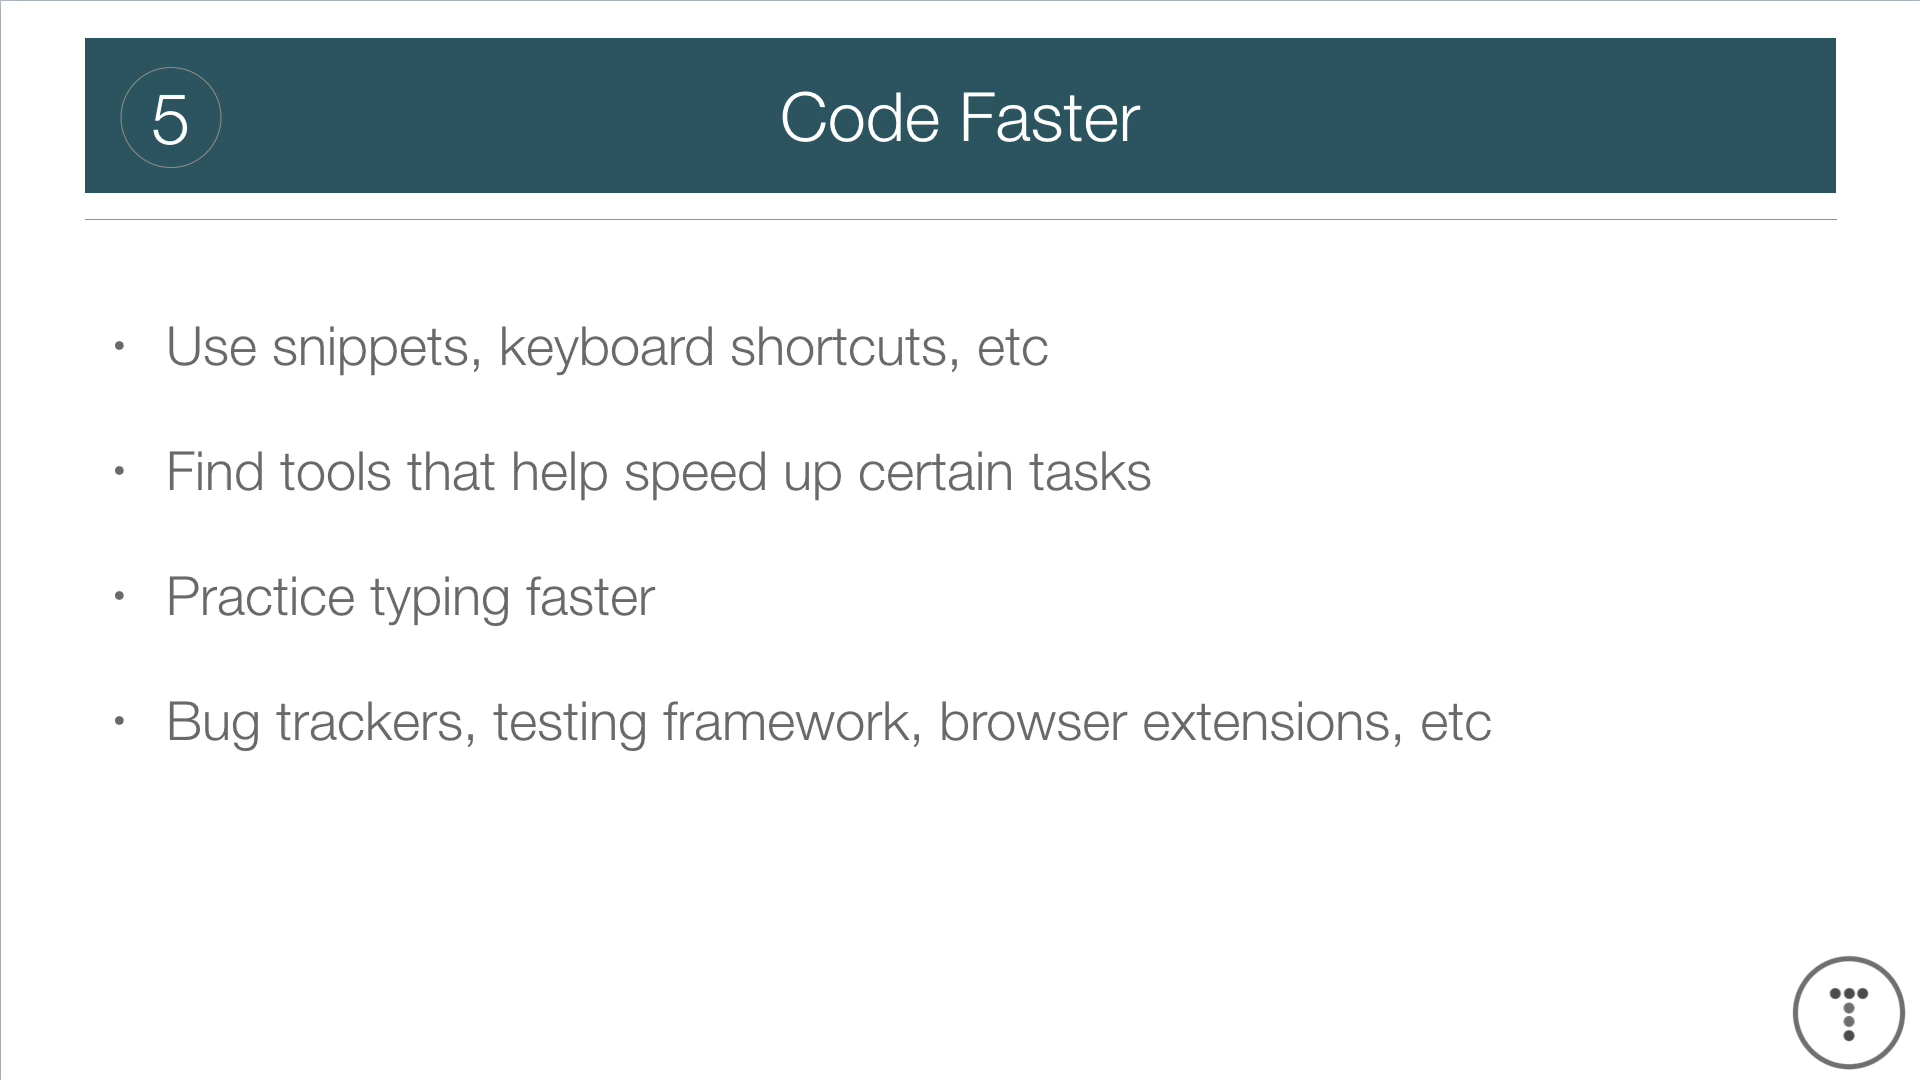 5
Code Faster
• Use snippets, keyboard shortcuts, etc
• Find tools that help speed up certain tasks
• Practice typing faster
• Bug trackers, testing framework, browser extensions, etc
T